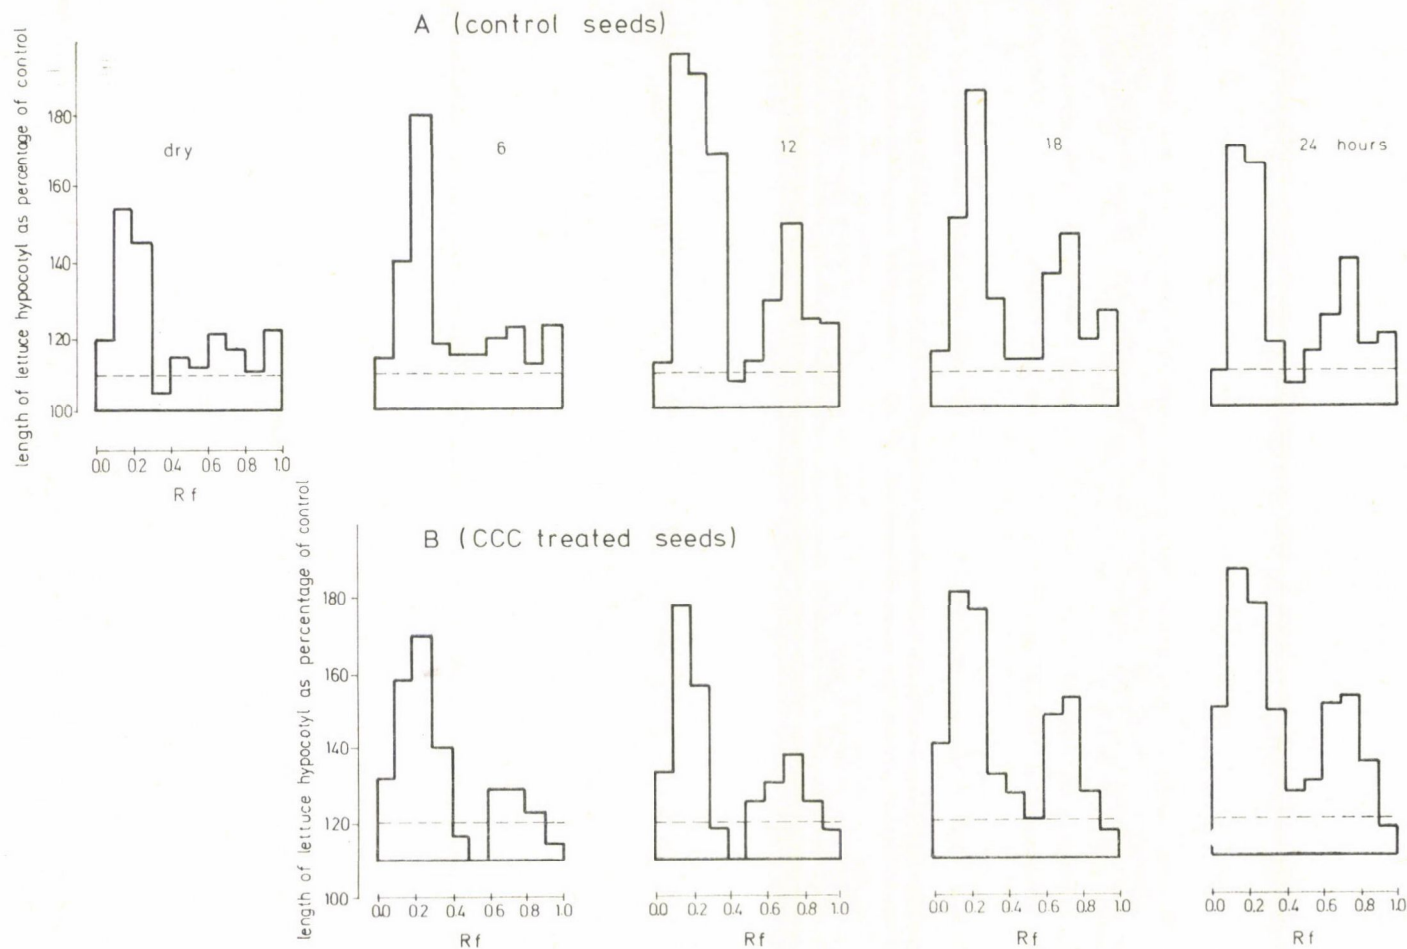 A (control seeds)
length of lettuce hypocotyl as percentage of control
180
160
140
120
100
dry
6
12
18
24 hours
0.0 0.2 0.4 0.6 0.8 1.0
Rf
B (CCC treated seeds)
length of lettuce hypocotyl as percentage of control
180
160
140
120
100
0.0 0.2 0.4 0.6 0.8 1.0
0.0 0.2 0.4 0.6 0.8 1.0
0.0 0.2 0.4 0.6 0.8 1.0
0.0 0.2 0.4 0.6 0.8 1.0
Rf
Rf
Rf
Rf